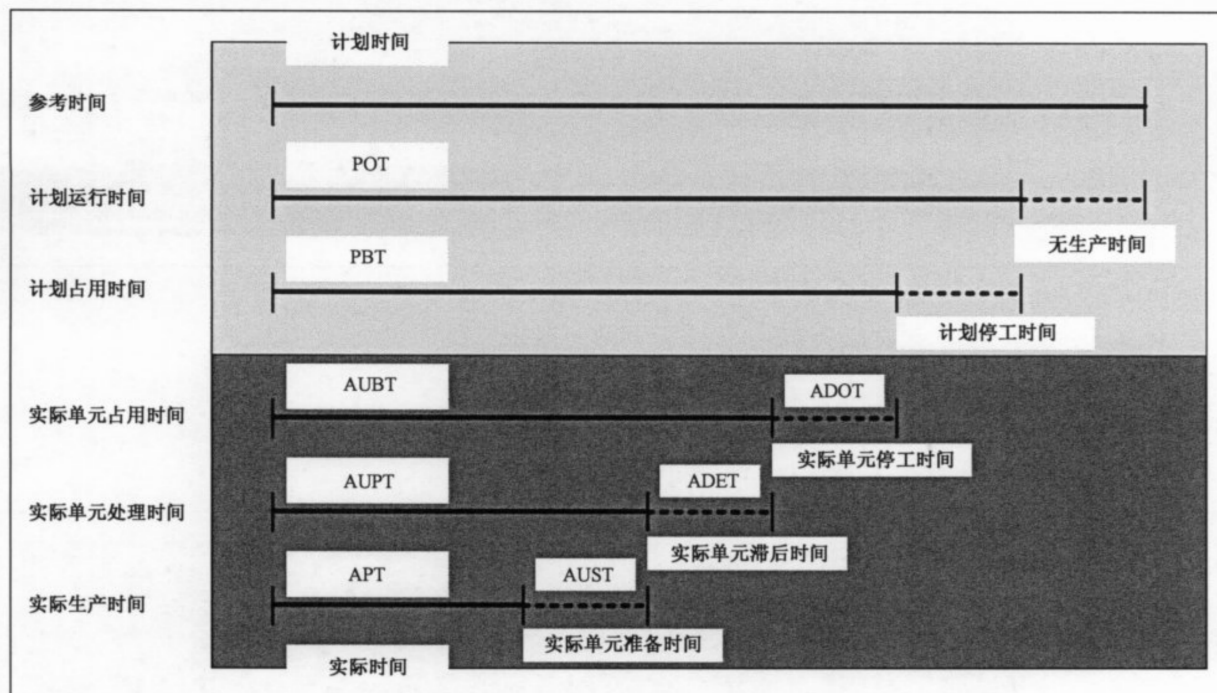 计划时间
参考时间
POT
计划运行时间
无生产时间
PBT
计划占用时间
计划停工时间
AUBT
ADOT
实际单元占用时间
实际单元停工时间
AUPT
ADET
实际单元处理时间
实际单元滞后时间
APT
AUST
实际生产时间
实际单元准备时间
实际时间